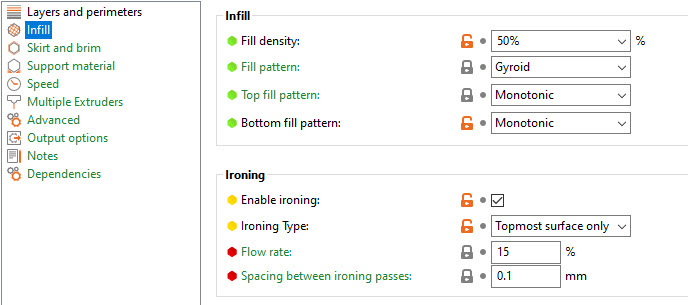 Layers and perimeters
Infill
Skirt and brim
Support material
Speed
Multiple Extruders
Advanced
Output options
Notes
Dependencies
Infill
Fill density: 50% %
Fill pattern: Gyroid
Top fill pattern: Monotonic
Bottom fill pattern: Monotonic
Ironing
Enable ironing:
Ironing Type: Topmost surface only
Flow rate: 15 %
Spacing between ironing passes: 0.1 mm